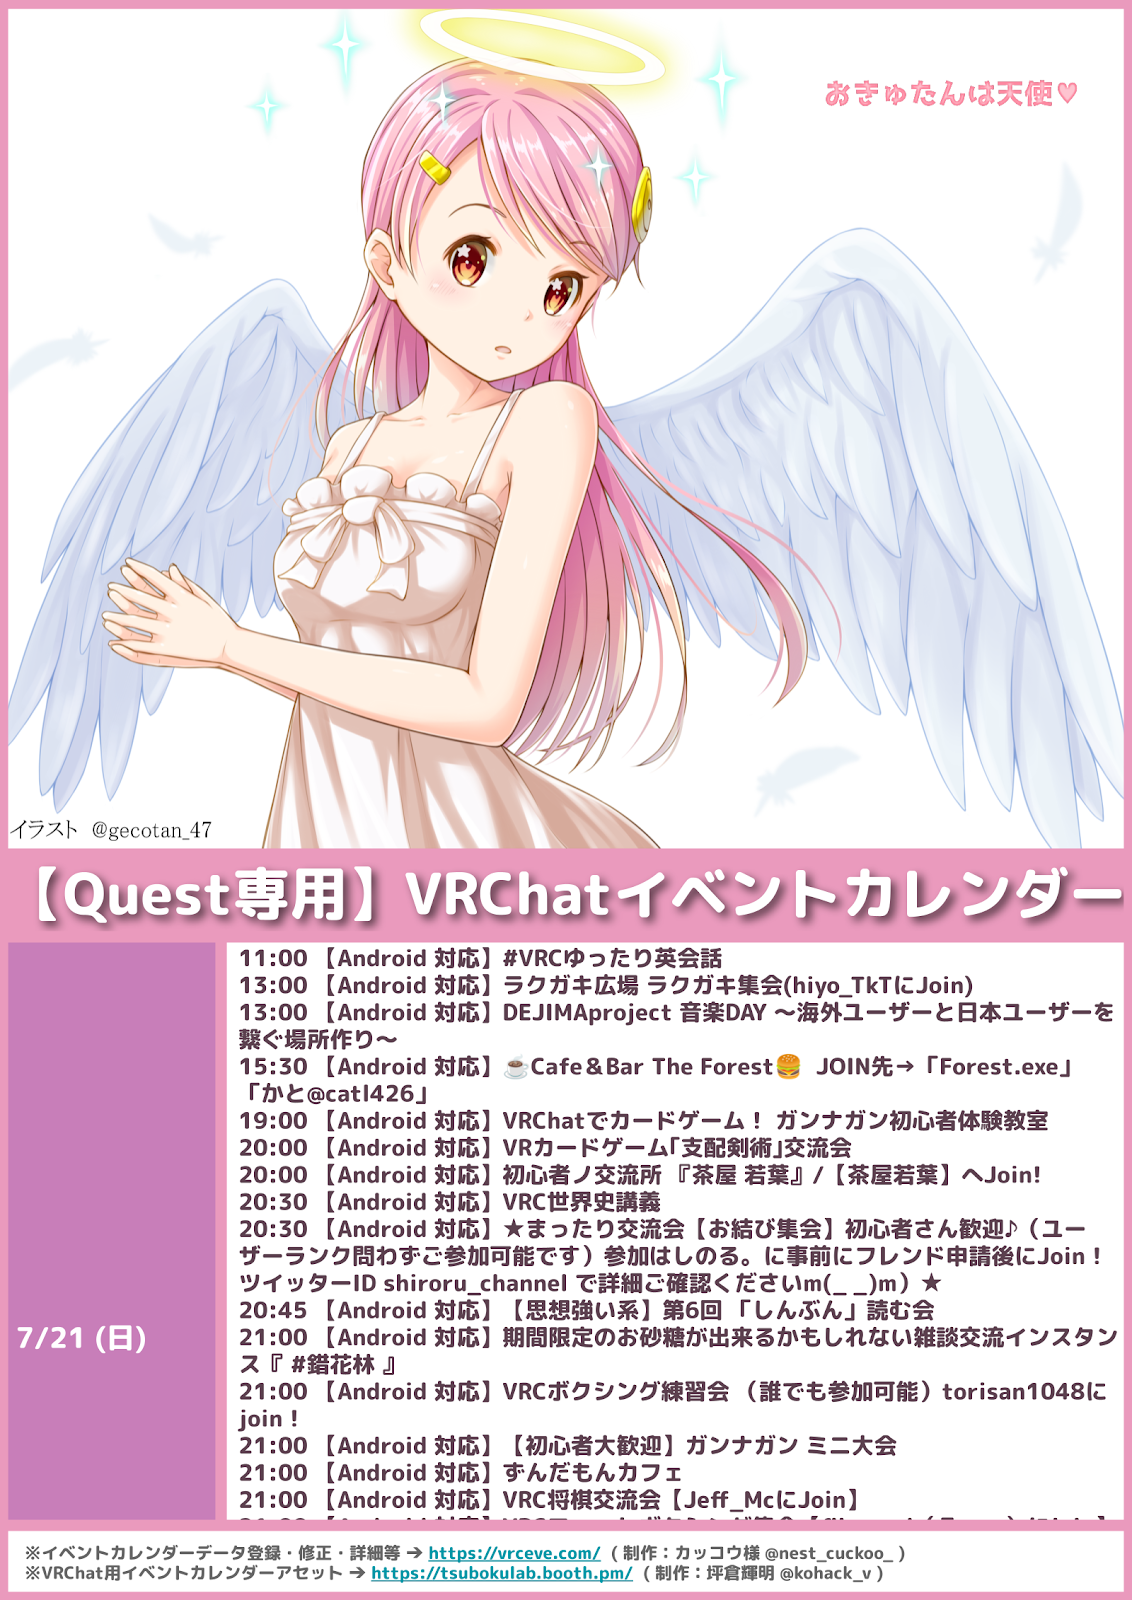 おきゅたんは天使♥
イラスト @gecotan_47
【Quest専用】VRChatイベントカレンダー
7/21 (日)
11:00 【Android 対応】#VRCゆったり英会話
13:00 【Android 対応】ラクガキ広場 ラクガキ集会(hiyo_TkTにJoin)
13:00 【Android 対応】DEJIMAproject 音楽DAY ～海外ユーザーと日本ユーザーを
繋ぐ場所作り～
15:30 【Android 対応】☕Cafe＆Bar The Forest🍔 JOIN先→「Forest.exe」
「かと@catl426」
19:00 【Android 対応】VRChatでカードゲーム！ ガンナガン初心者体験教室
20:00 【Android 対応】VRカードゲーム｢支配剣術｣交流会
20:00 【Android 対応】初心者ノ交流所 『茶屋 若葉』/【茶屋若葉】へJoin!
20:30 【Android 対応】VRC世界史講義
20:30 【Android 対応】★まったり交流会【お結び集会】初心者さん歓迎♪（ユー
ザーランク問わずご参加可能です）参加はしのる。に事前にフレンド申請後にJoin！
ツイッターID shiroru_channel で詳細ご確認くださいm(_ _)m）★
20:45 【Android 対応】【思想強い系】第6回 「しんぶん」読む会
21:00 【Android 対応】期間限定のお砂糖が出来るかもしれない雑談交流インスタン
ス『 #錯花林 』
21:00 【Android 対応】VRCボクシング練習会 （誰でも参加可能）torisan1048に
join！
21:00 【Android 対応】【初心者大歓迎】ガンナガン ミニ大会
21:00 【Android 対応】ずんだもんカフェ
21:00 【Android 対応】VRC将棋交流会【Jeff_McにJoin】
※イベントカレンダーデータ登録・修正・詳細等 → https://vrceve.com/ ( 制作：カッコウ様 @nest_cuckoo_ )
※VRChat用イベントカレンダーアセット → https://tsubokulab.booth.pm/ ( 制作：坪倉輝明 @kohack_v )